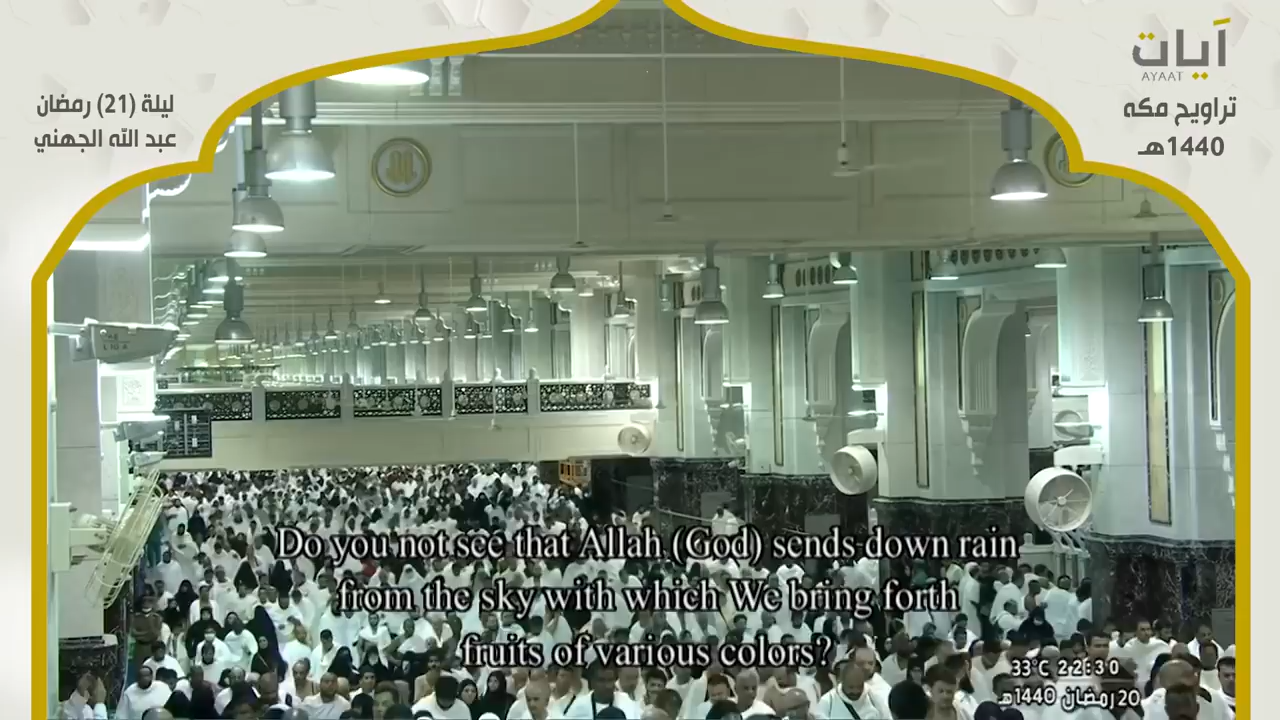 آيات
AYAAT
تراويح مكه
1440هـ
ليلة (21) رمضان
عبد الله الجهني
Do you not see that Allah (God) sends down rain
from the sky with which We bring forth
fruits of various colors?
33°C 22:30
20 رمضان 1440هـ